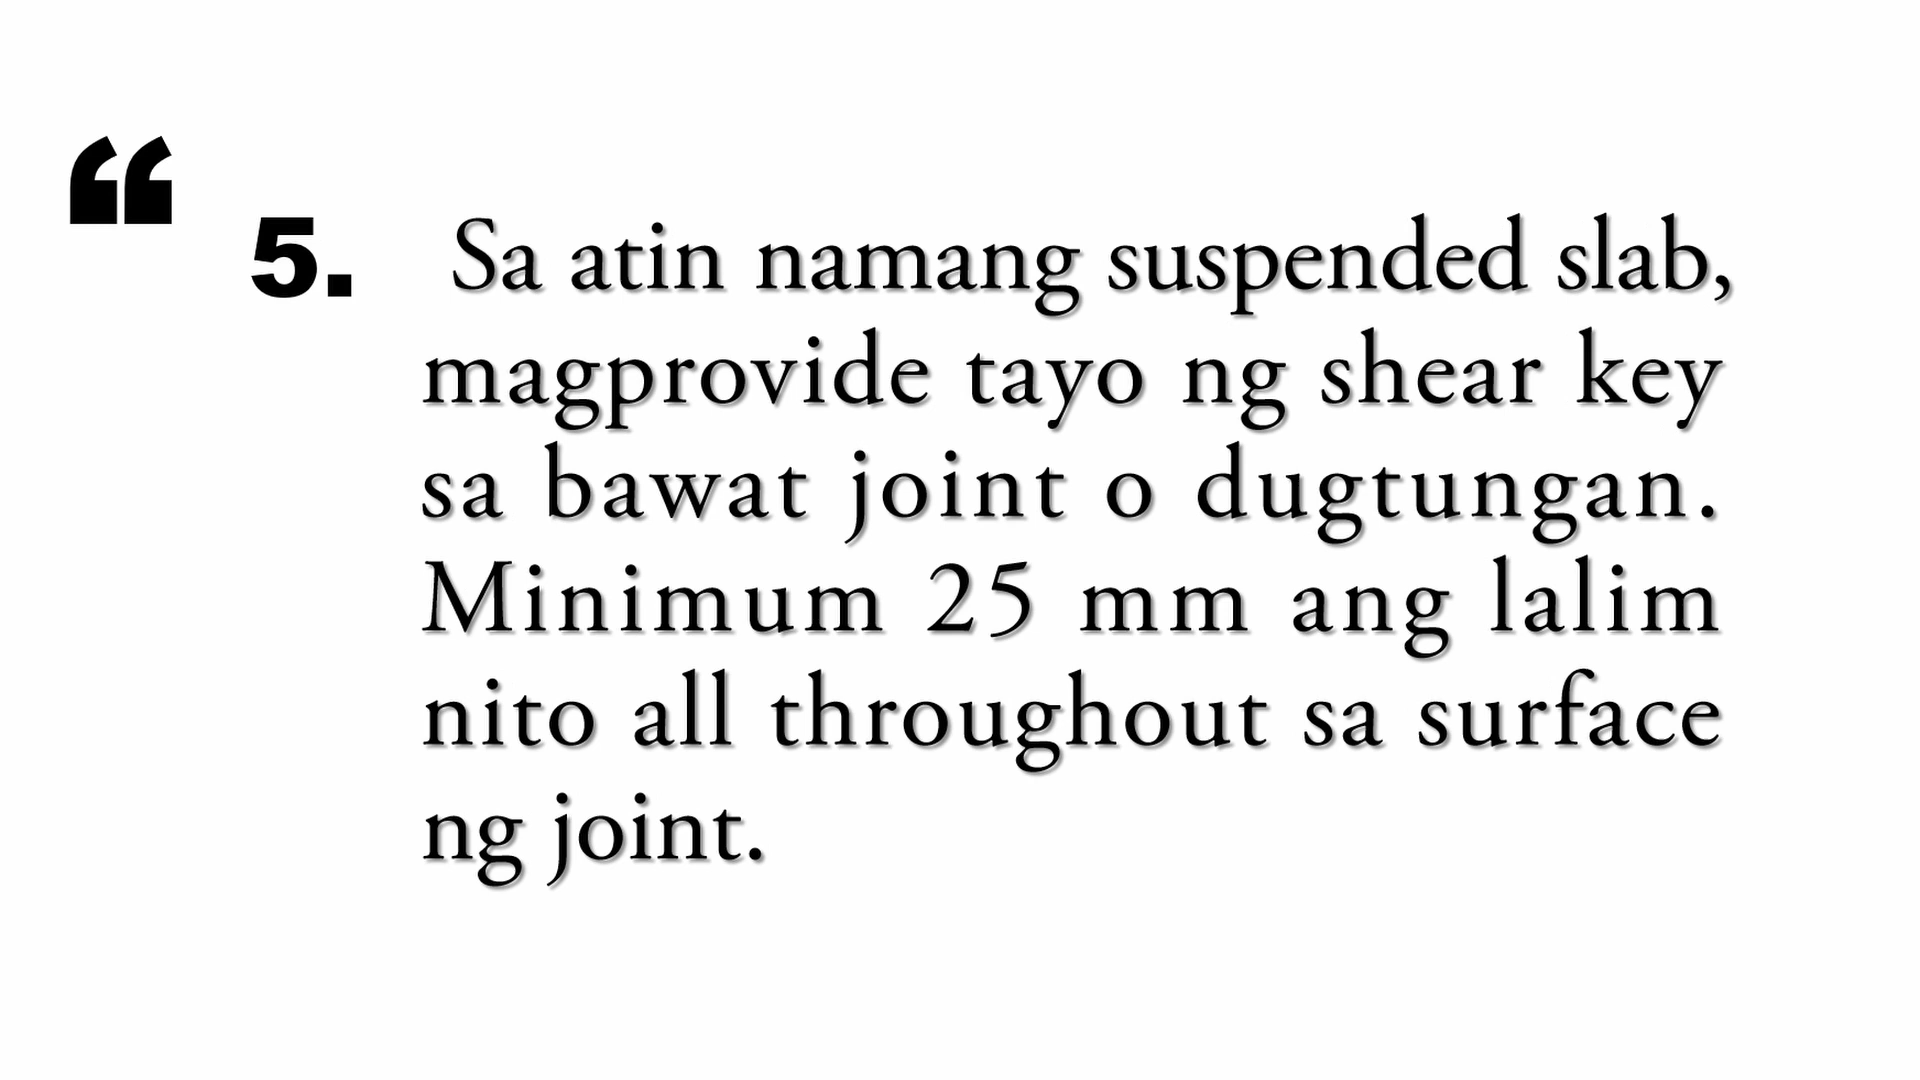 “
5. Sa atin namang suspended slab,
magprovide tayo ng shear key
sa bawat joint o dugtungan.
Minimum 25 mm ang lalim
nito all throughout sa surface
ng joint.